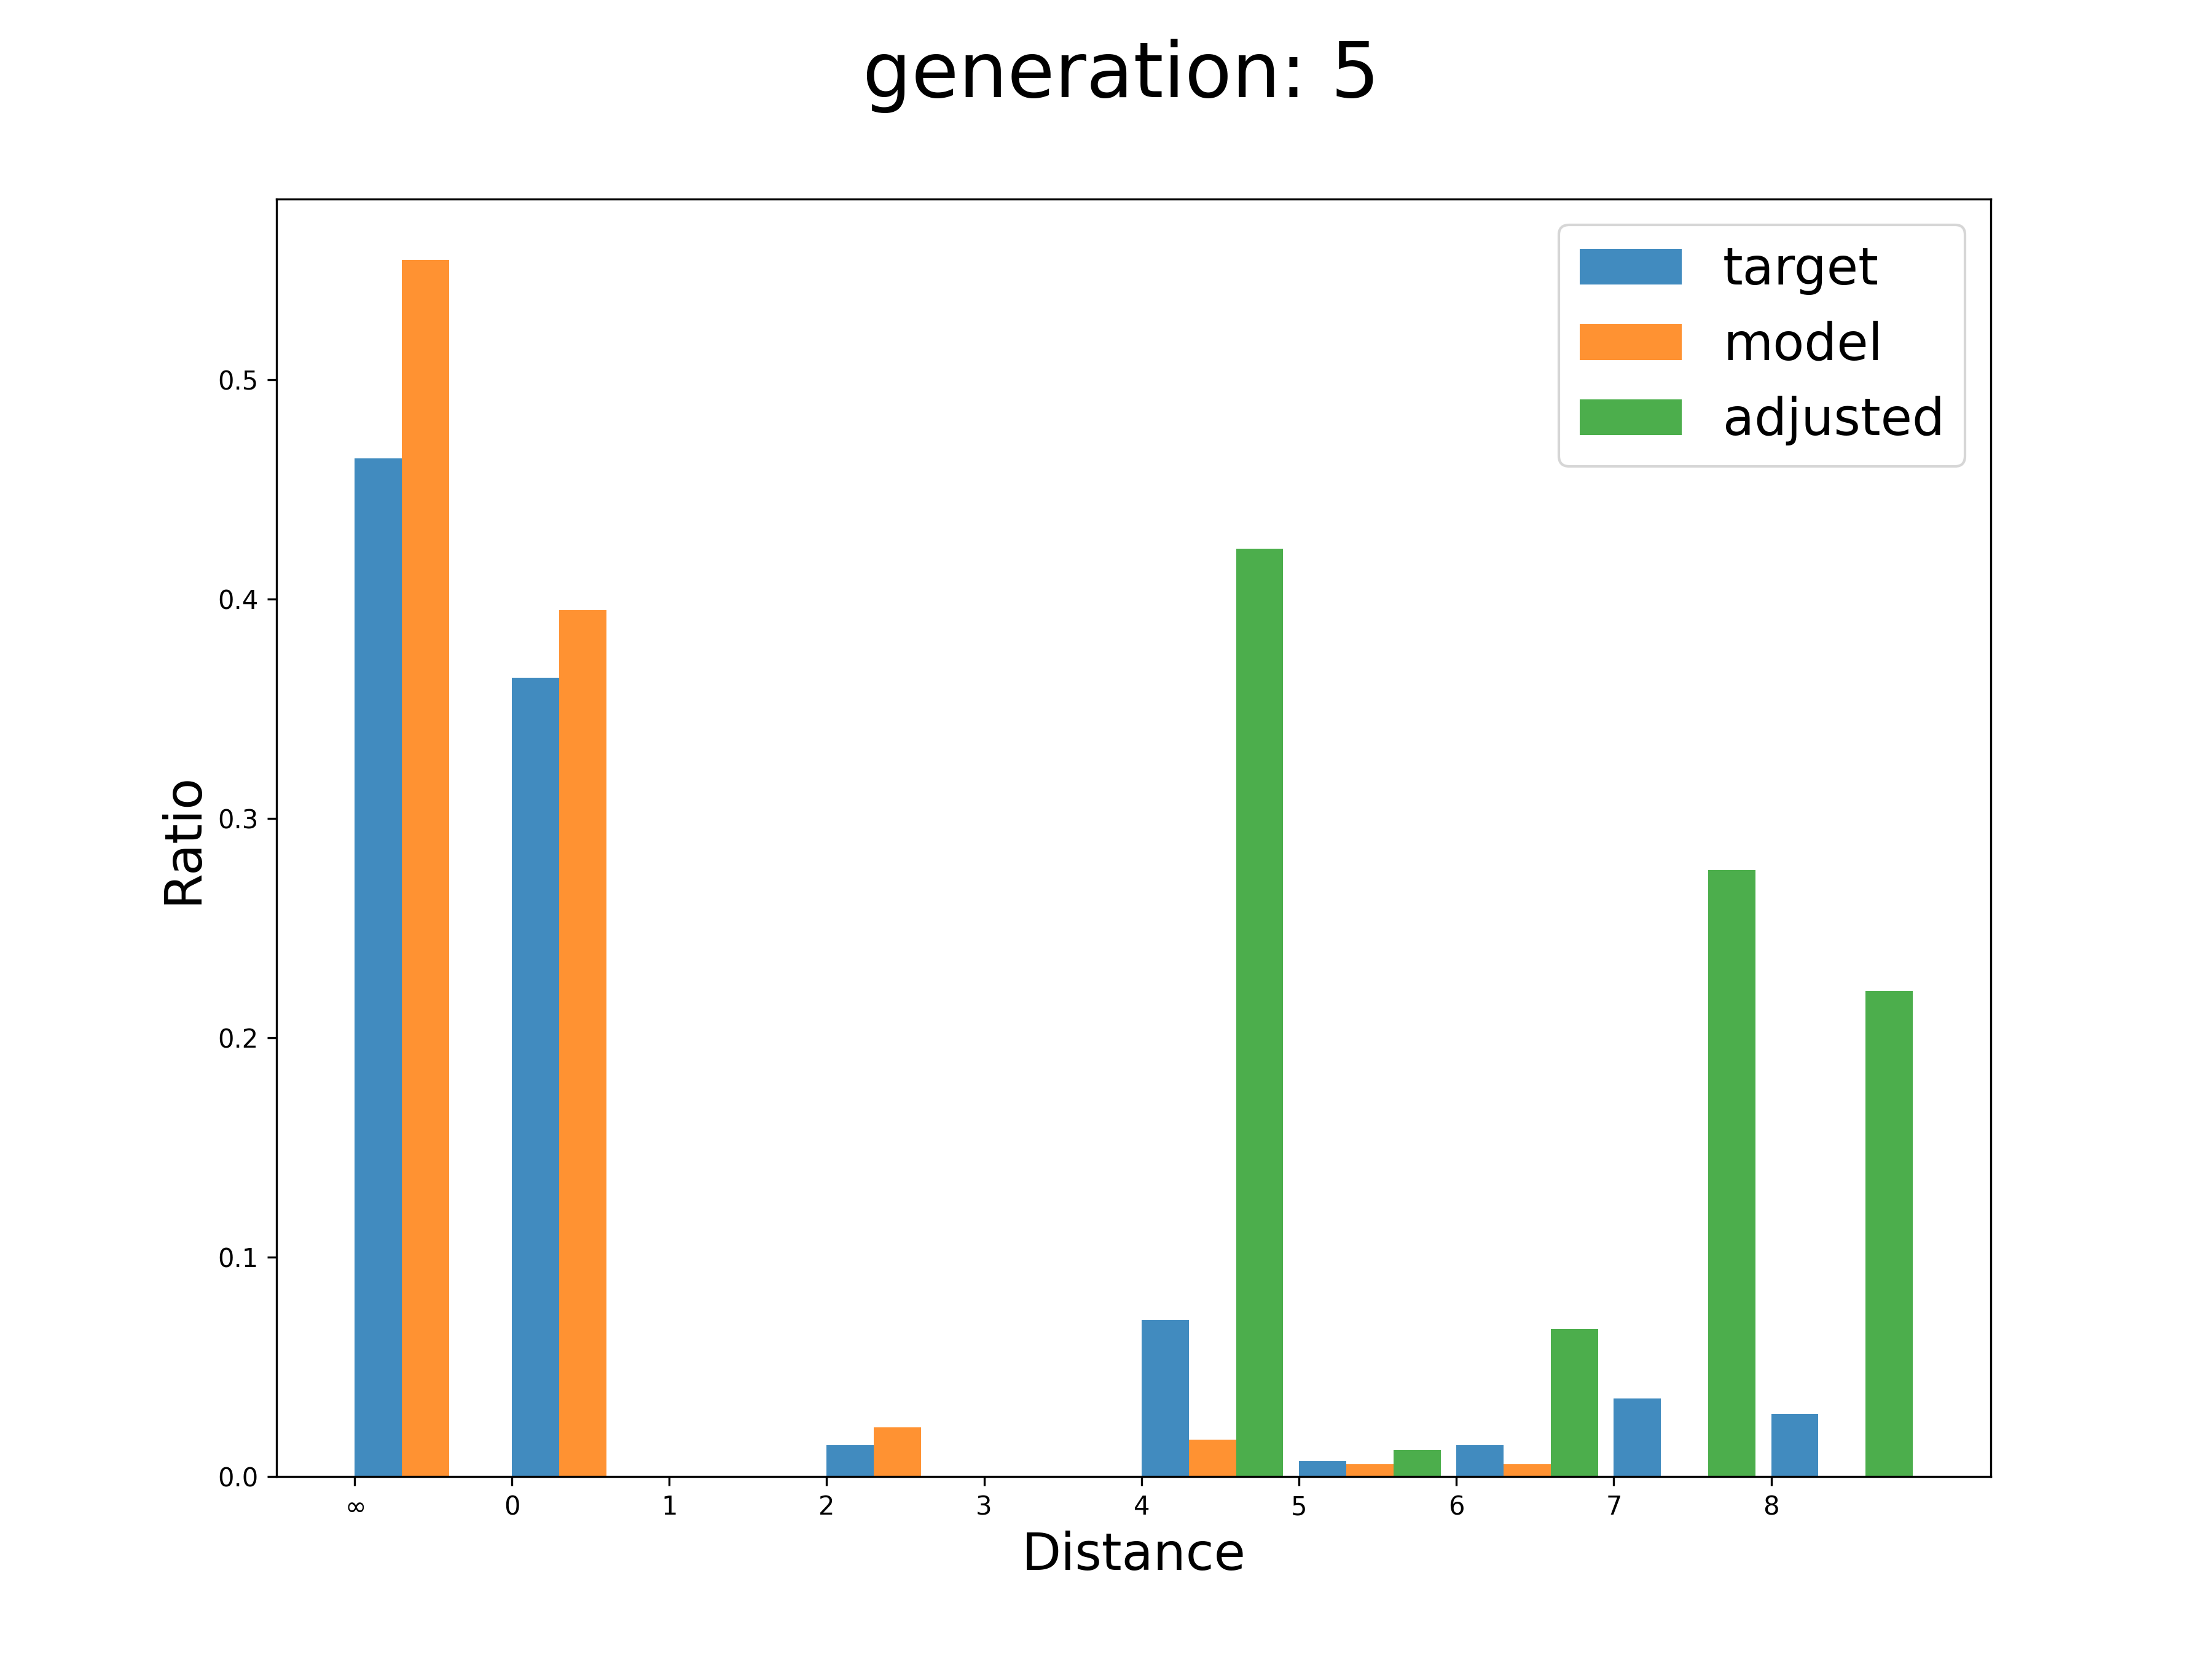 generation: 5
target
model
adjusted
Ratio
0.5
0.4
0.3
0.2
0.1
0.0
∞ 0 1 2 3 4 5 6 7 8
Distance